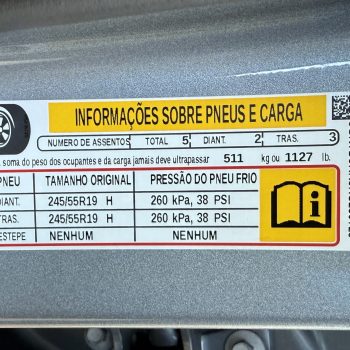 INFORMAÇÕES SOBRE PNEUS E CARGA
NUMERO DE ASSENTOS TOTAL 5 DIANT. 2 TRAS. 3
soma do peso dos ocupantes e da carga jamais deve ultrapassar 511 kg ou 1127 lb.
PNEU TAMANHO ORIGINAL PRESSÃO DO PNEU FRIO
DIANT. 245/55R19 H 260 kPa, 38 PSI
TRAS. 245/55R19 H 260 kPa, 38 PSI
ESTEPE NENHUM NENHUM